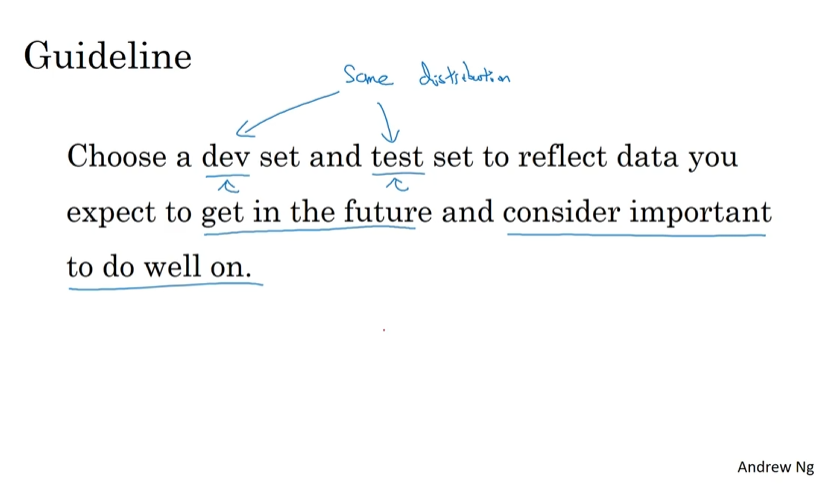 Guideline
Same distribution
Choose a dev set and test set to reflect data you
expect to get in the future and consider important
to do well on.
Andrew Ng